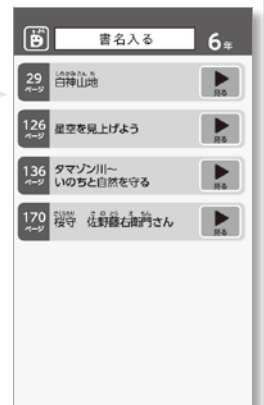 書名入る 6年
29 ページ 白神山地 見る
126 ページ 星空を見上げよう 見る
136 ページ タマゾン川〜
いのちと自然を守る 見る
170 ページ 桜守 佐野藤右衛門さん 見る